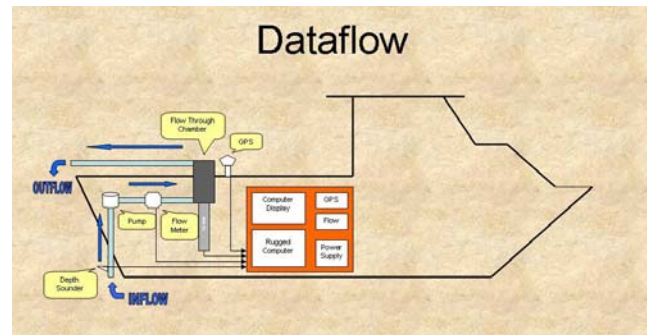 Dataflow
Flow Through
Chamber
GPS
OUTFLOW
Pump
Flow
Meter
Depth
Sounder
INFLOW
Computer
Display
GPS
Flow
Rugged
Computer
Power
Supply